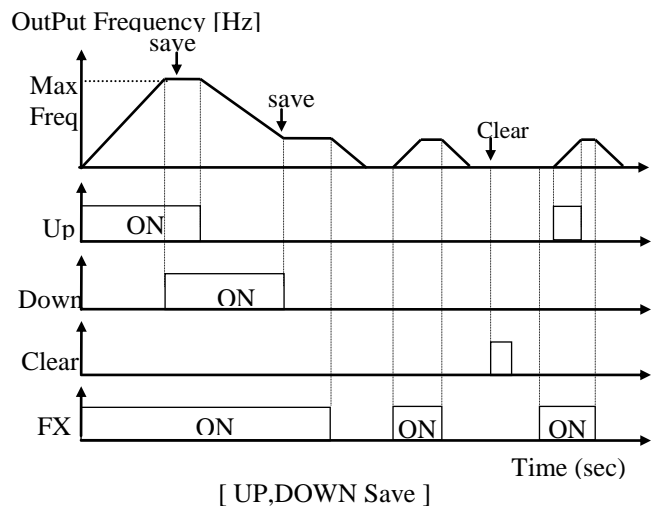 OutPut Frequency [Hz]
save
Max
Freq
save
Clear
Up
ON
Down
ON
Clear
FX
ON
ON
ON
Time (sec)
[ UP,DOWN Save ]